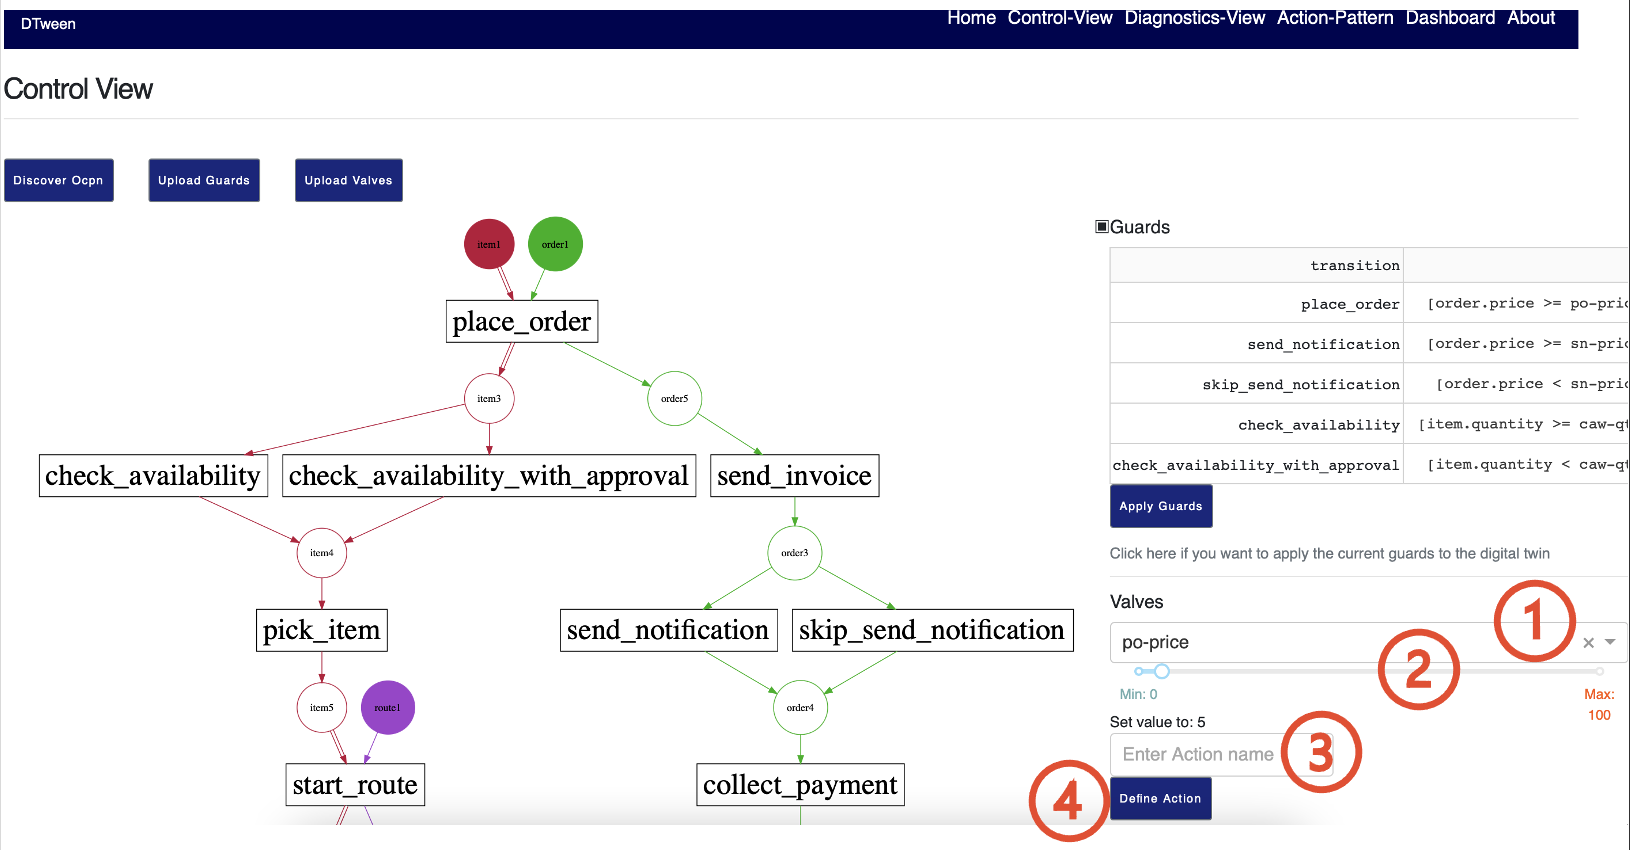 DTween
Home Control-View Diagnostics-View Action-Pattern Dashboard About
Control View
Discover Ocpn
Upload Guards
Upload Valves
item1
order1
place_order
item3
order5
check_availability
check_availability_with_approval
send_invoice
item4
order3
pick_item
send_notification
skip_send_notification
item5
route1
order4
start_route
collect_payment
Guards
transition
place_order [order.price >= po-pric
send_notification [order.price >= sn-pric
skip_send_notification [order.price < sn-pric
check_availability [item.quantity >= caw-qt
check_availability_with_approval [item.quantity < caw-qt
Apply Guards
Click here if you want to apply the current guards to the digital twin
Valves
1
po-price
2
Min: 0
Max:
100
Set value to: 5
Enter Action name
3
4
Define Action